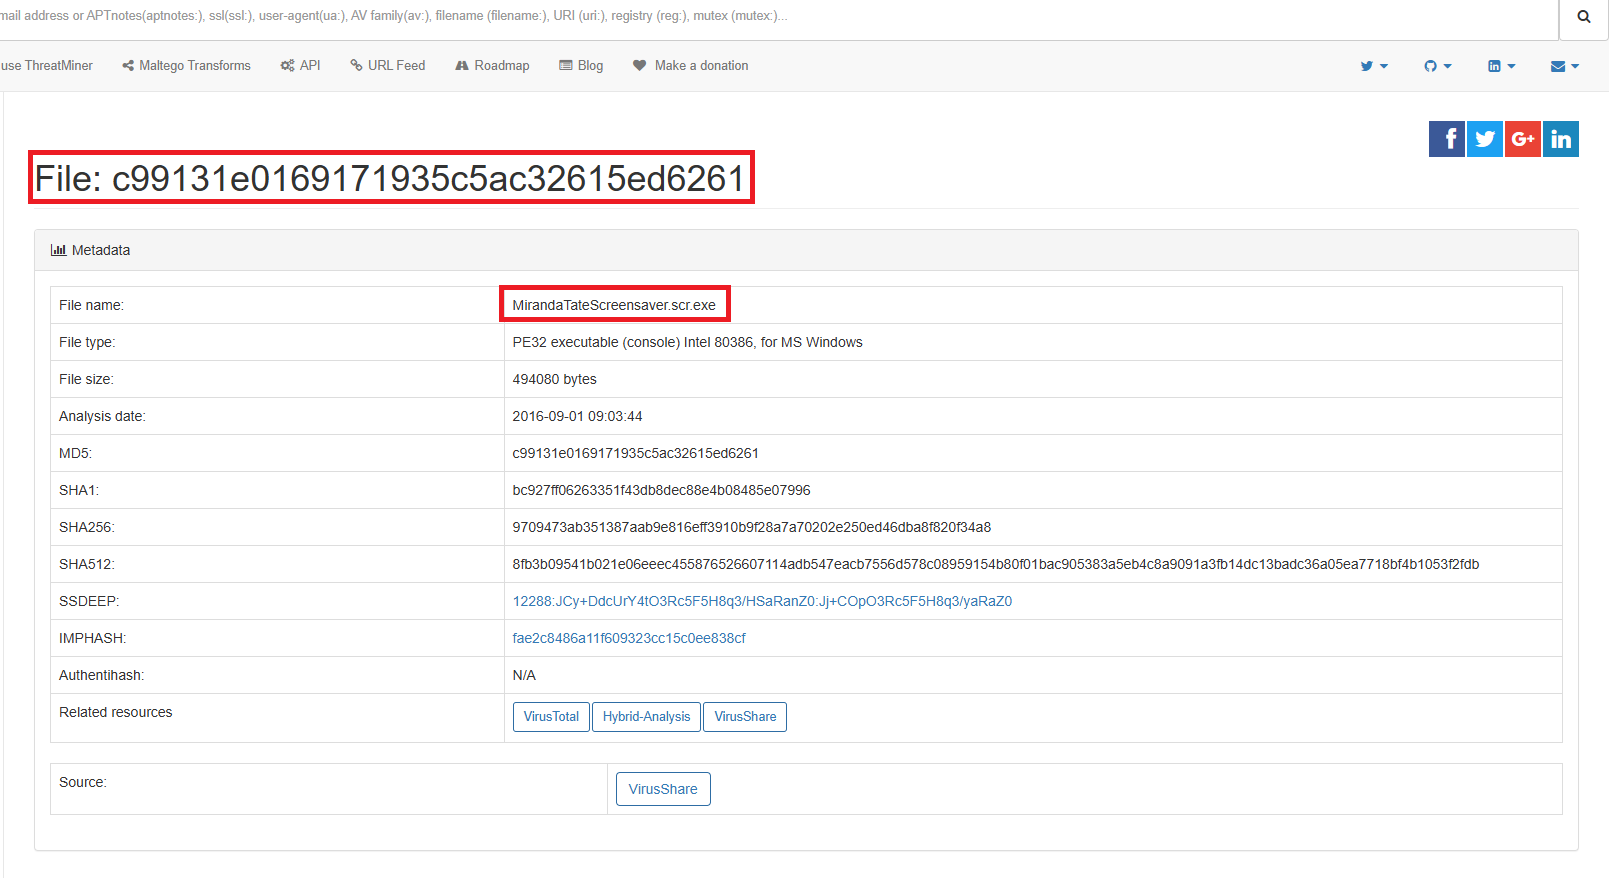 mail address or APTnotes(aptnotes:), ssl(ssl:), user-agent(ua:), AV family(av:), filename (filename:), URI (uri:), registry (reg:), mutex (mutex:)...
use ThreatMiner Maltego Transforms API URL Feed Roadmap Blog Make a donation
File: c99131e0169171935c5ac32615ed6261
Metadata
File name: MirandaTateScreensaver.scr.exe
File type: PE32 executable (console) Intel 80386, for MS Windows
File size: 494080 bytes
Analysis date: 2016-09-01 09:03:44
MD5: c99131e0169171935c5ac32615ed6261
SHA1: bc927ff06263351f43db8dec88e4b08485e07996
SHA256: 9709473ab351387aab9e816eff3910b9f28a7a70202e250ed46dba8f820f34a8
SHA512: 8fb3b09541b021e06eeec455876526607114adb547eacb7556d578c08959154b80f01bac905383a5eb4c8a9091a3fb14dc13badc36a05ea7718bf4b1053f2fdb
SSDEEP: 12288:JCy+DdcUrY4tO3Rc5F5H8q3/HSaRanZ0:Jj+COpO3Rc5F5H8q3/yaRaZ0
IMPHASH: fae2c8486a11f609323cc15c0ee838cf
Authentihash: N/A
Related resources VirusTotal Hybrid-Analysis VirusShare
Source: VirusShare